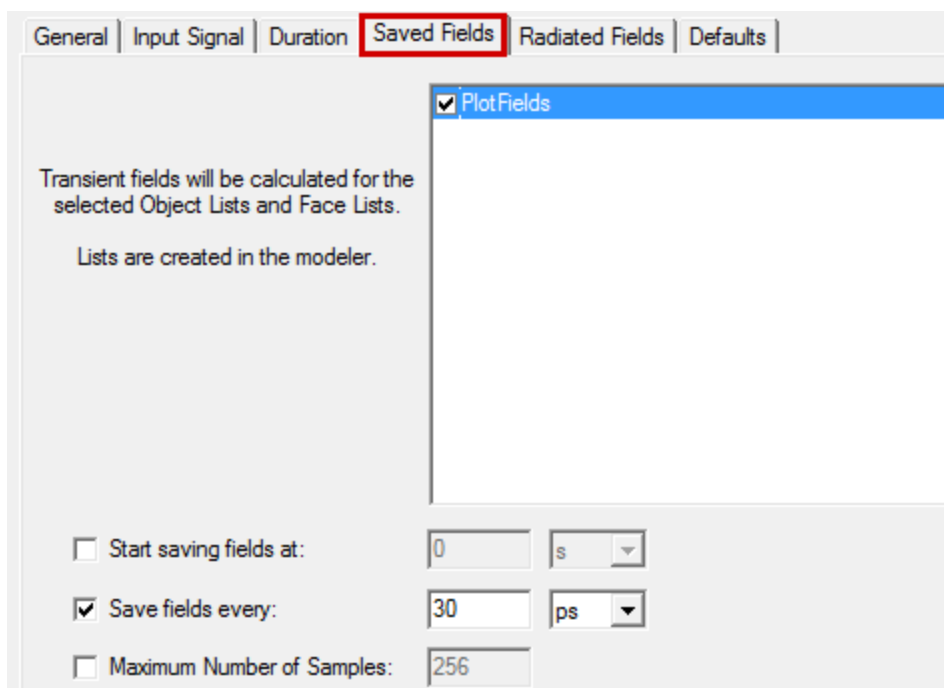 General Input Signal Duration Saved Fields Radiated Fields Defaults
PlotFields
Transient fields will be calculated for the
selected Object Lists and Face Lists.
Lists are created in the modeler.
Start saving fields at: 0 s
Save fields every: 30 ps
Maximum Number of Samples: 256